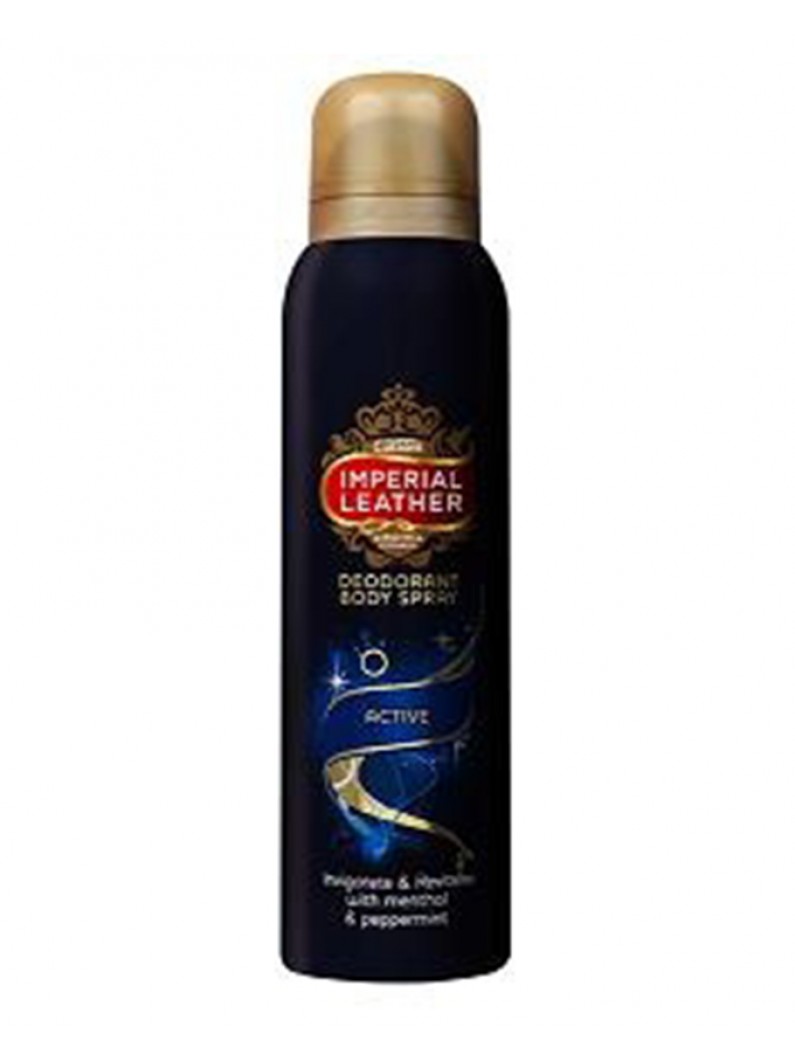 IMPERIAL
LEATHER
DEODORANT
BODY SPRAY
ACTIVE
Invigorate & Revitalise
with menthol
& peppermint